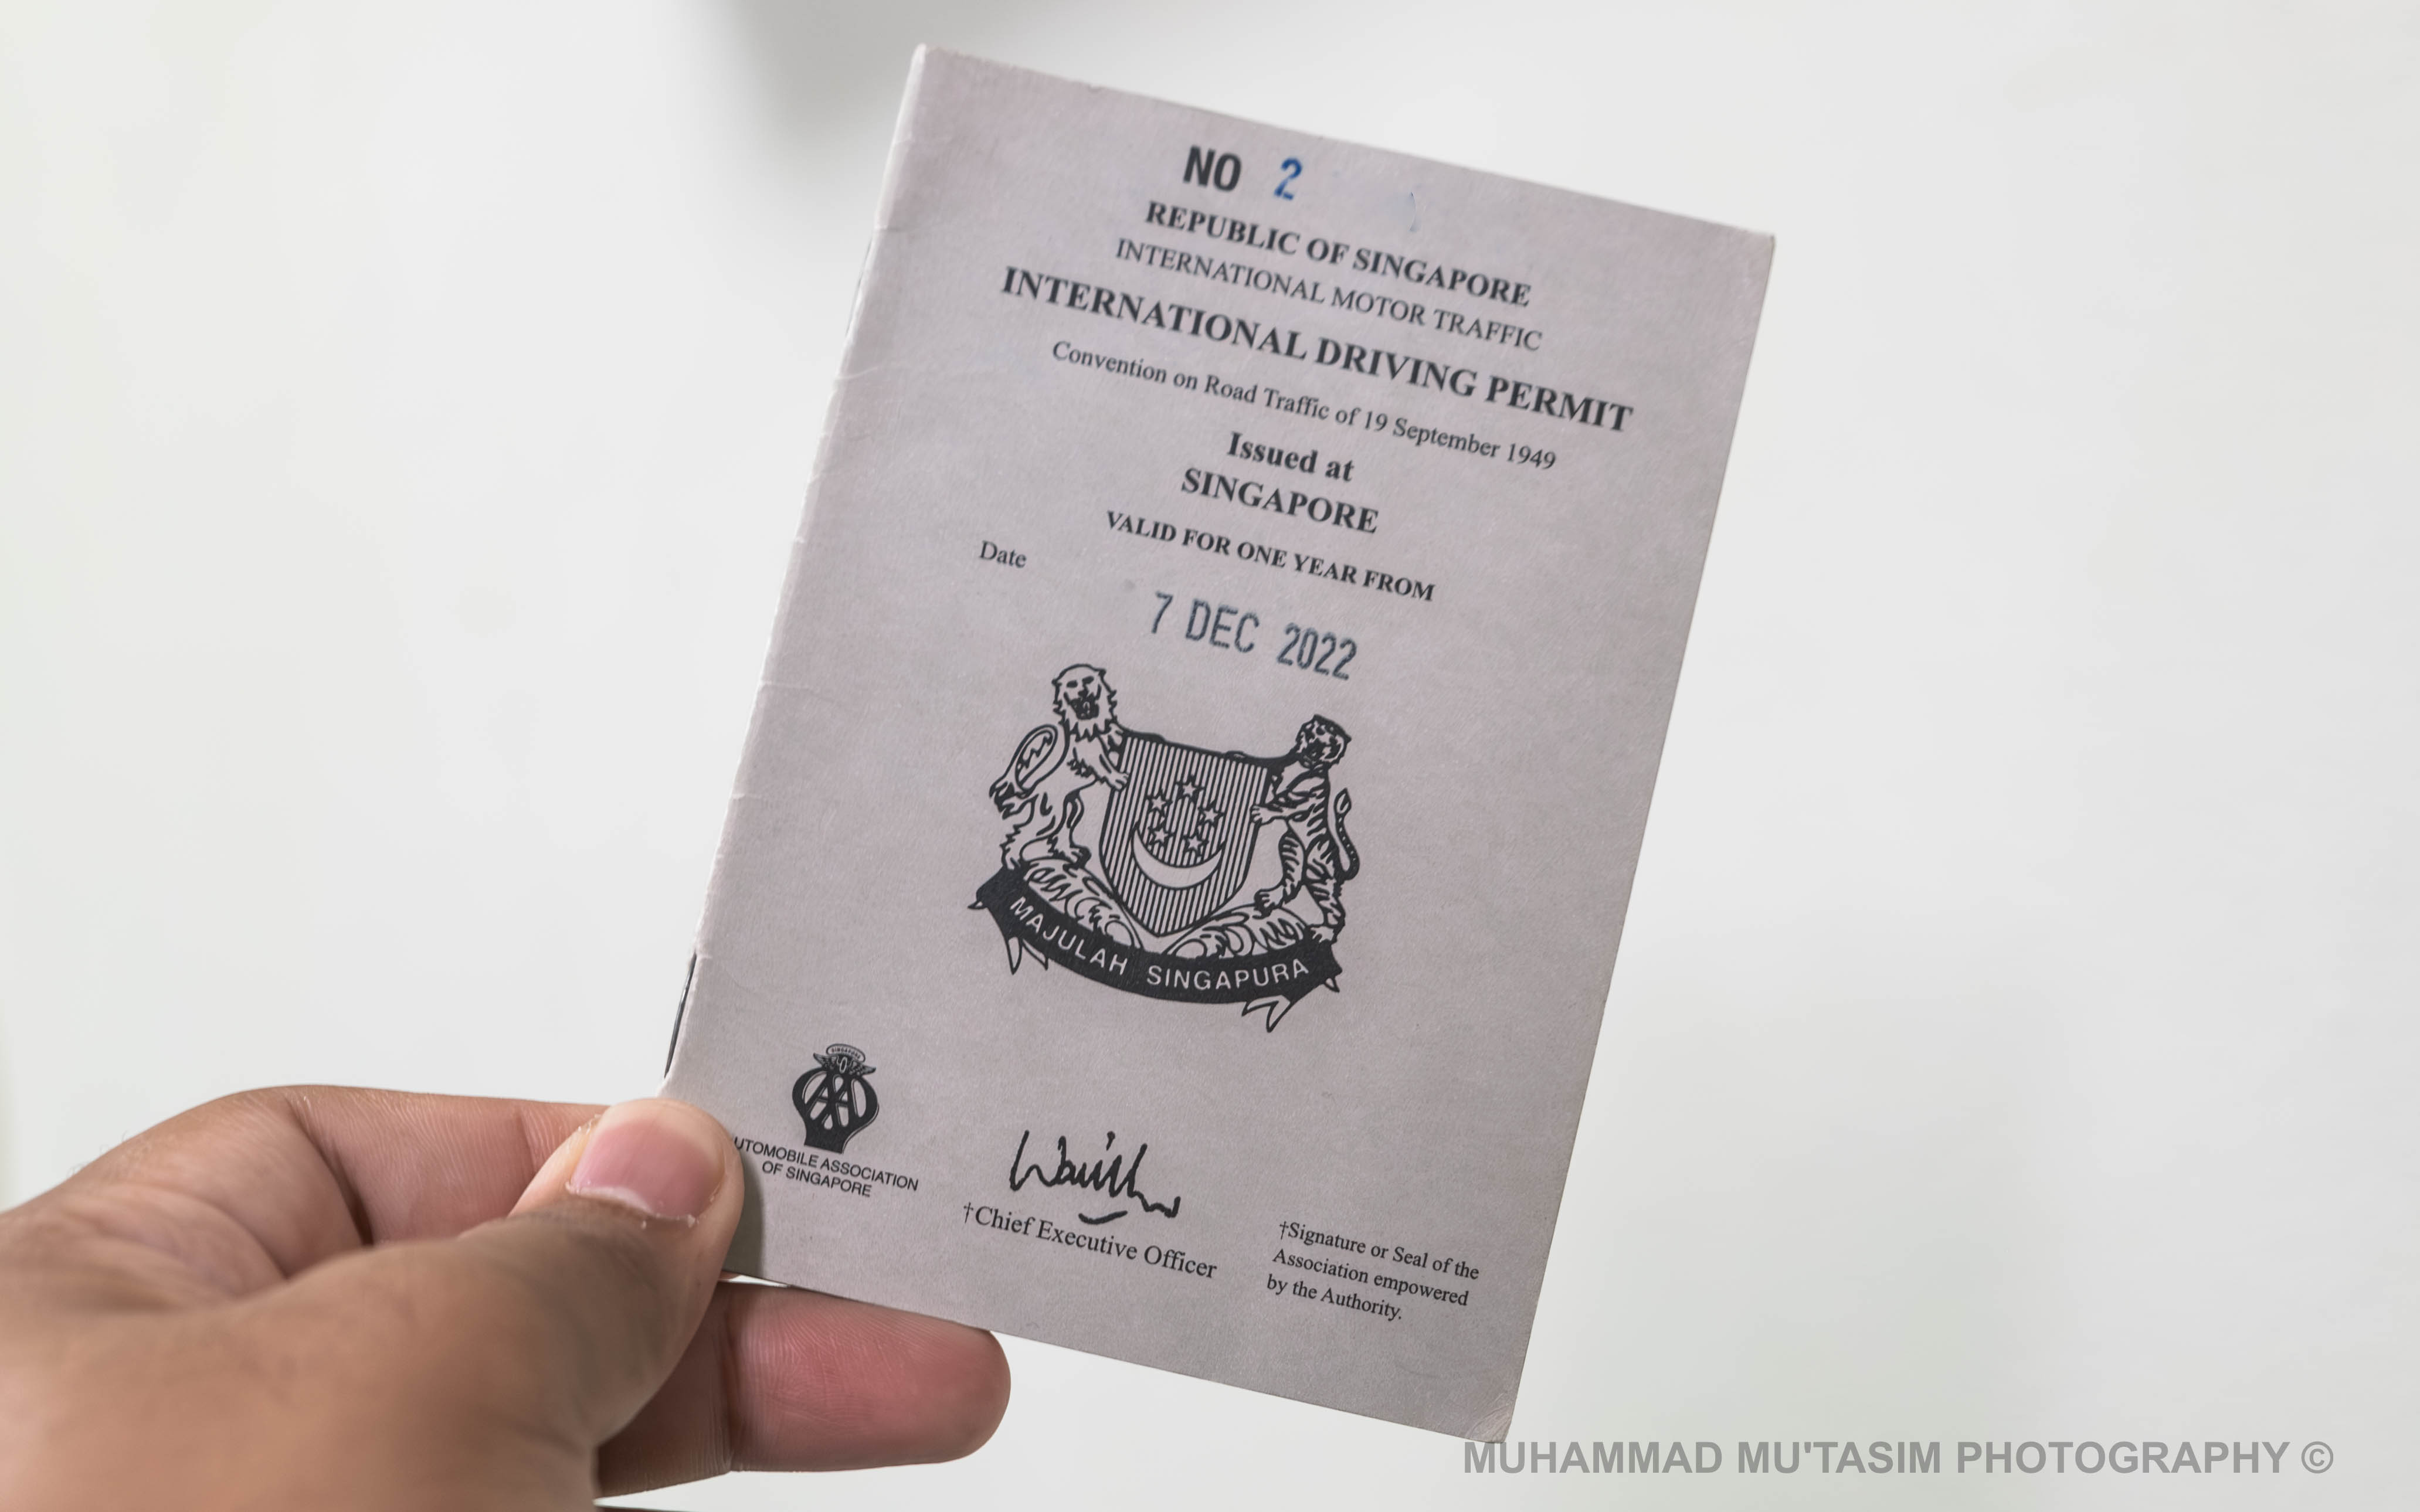 NO 2
REPUBLIC OF SINGAPORE
INTERNATIONAL MOTOR TRAFFIC
INTERNATIONAL DRIVING PERMIT
Convention on Road Traffic of 19 September 1949
Issued at
SINGAPORE
VALID FOR ONE YEAR FROM
Date
7 DEC 2022
MAJULAH SINGAPURA
SINGAPORE
AA
UTOMOBILE ASSOCIATION
OF SINGAPORE
†Chief Executive Officer
†Signature or Seal of the
Association empowered
by the Authority.
MUHAMMAD MU'TASIM PHOTOGRAPHY ©